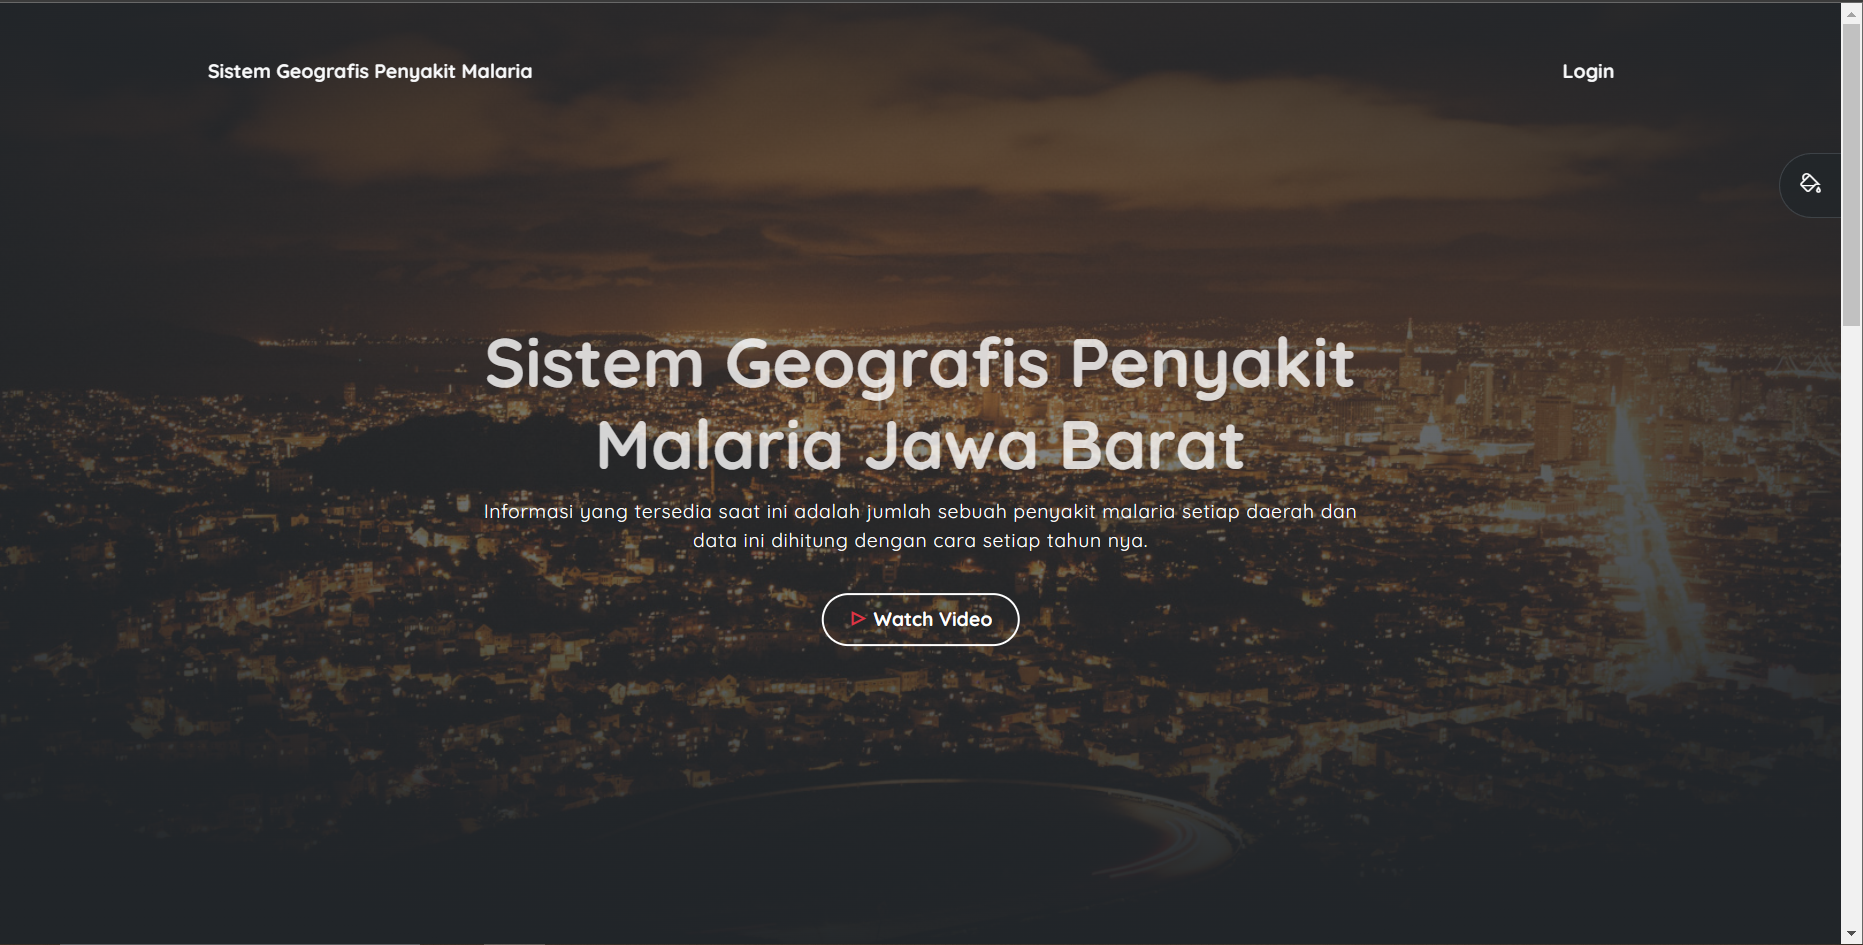 Sistem Geografis Penyakit Malaria
Login
Sistem Geografis Penyakit
Malaria Jawa Barat
Informasi yang tersedia saat ini adalah jumlah sebuah penyakit malaria setiap daerah dan
data ini dihitung dengan cara setiap tahun nya.
Watch Video